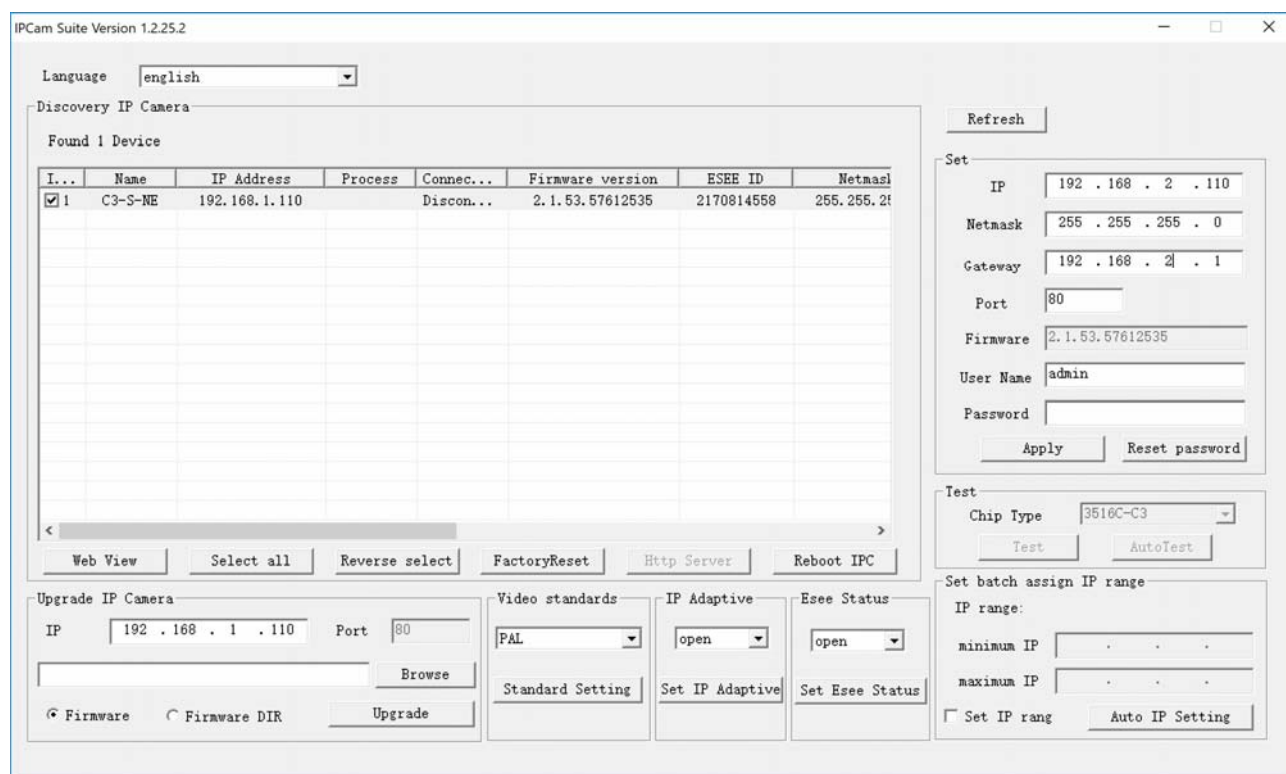 IPCam Suite Version 1.2.25.2
Language english
Discovery IP Camera
Found 1 Device
I... Name IP Address Process Connec... Firmware version ESEE ID Netmask
1 C3-S-NE 192.168.1.110 Discon... 2.1.53.57612535 2170814558 255.255.25
Web View Select all Reverse select FactoryReset Http Server Reboot IPC
Upgrade IP Camera
IP 192 . 168 . 1 . 110 Port 80
Browse
Firmware Firmware DIR Upgrade
Video standards
PAL
Standard Setting
IP Adaptive
open
Set IP Adaptive
Esee Status
open
Set Esee Status
Refresh
Set
IP 192 . 168 . 2 . 110
Netmask 255 . 255 . 255 . 0
Gateway 192 . 168 . 2 . 1
Port 80
Firmware 2.1.53.57612535
User Name admin
Password
Apply Reset password
Test
Chip Type 3516C-C3
Test AutoTest
Set batch assign IP range
IP range:
minimum IP . . .
maximum IP . . .
Set IP rang Auto IP Setting